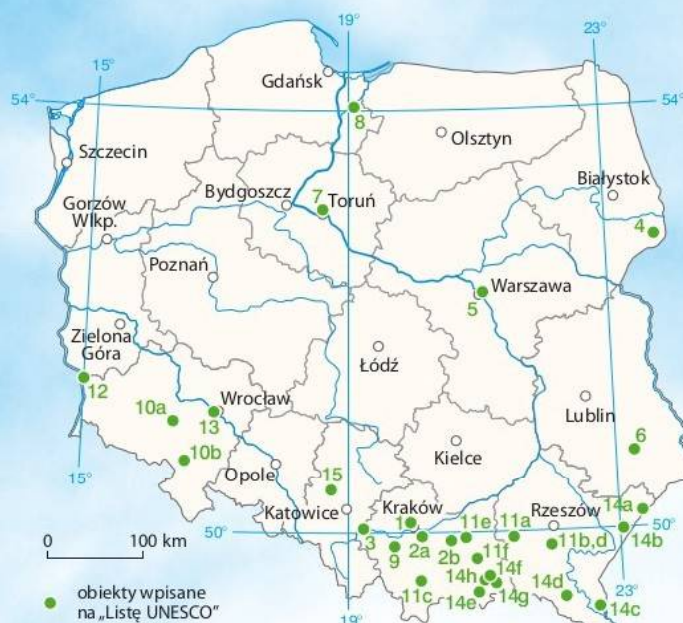 19°
23°
15°
54°
54°
Gdańsk
8
Olsztyn
Szczecin
Białystok
Bydgoszcz
7
Toruń
4
Gorzów
Wlkp.
Poznań
Warszawa
5
Zielona
Góra
Łódź
12
Wrocław
10a
13
Lublin
6
10b
Kielce
Opole
15
15°
Katowice
Kraków
Rzeszów
14a
50°
1
11e
11a
50°
3
2a
2b
11b,d
14b
9
11f
0
100 km
14h
14f
14d
23°
11c
14e
14g
14c
obiekty wpisane
na „Listę UNESCO”
19°